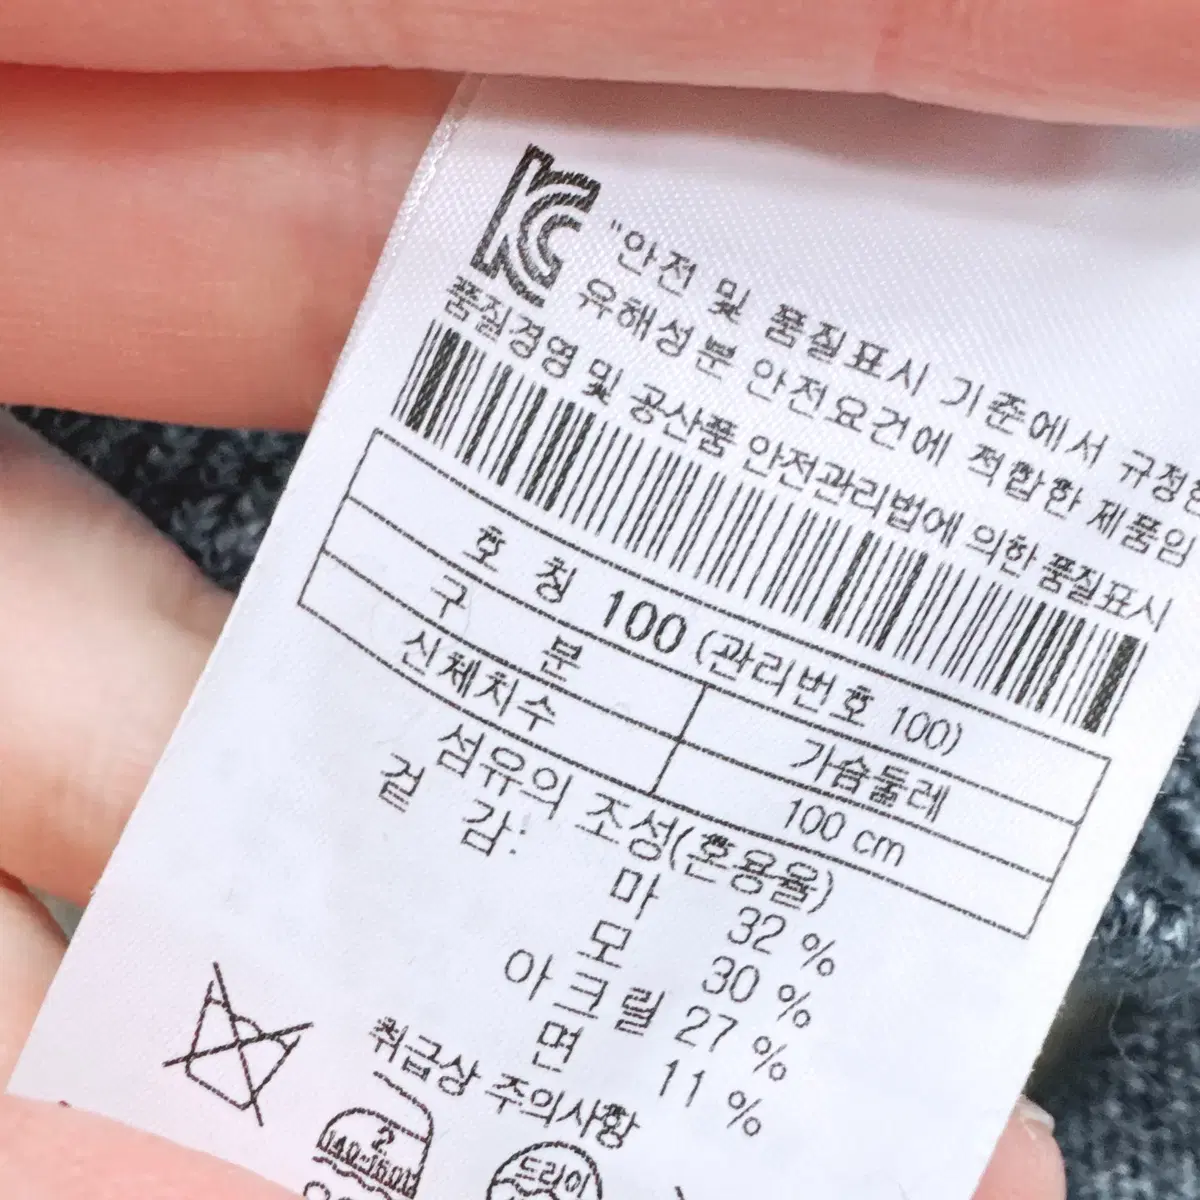 "안전 및 품질표시 기준에서 규정한
유해성분 안전요건에 적합한 제품임
품질경영 및 공산품 안전관리법에 의한 품질표시
호 칭 100 (관리번호 100)
구 분 가슴둘레
신체치수 100 cm
섬유의 조성(혼용율)
겉 감:
마 32 %
모 30 %
아크릴 27 %
면 11 %
취급상 주의사항
2
드라이